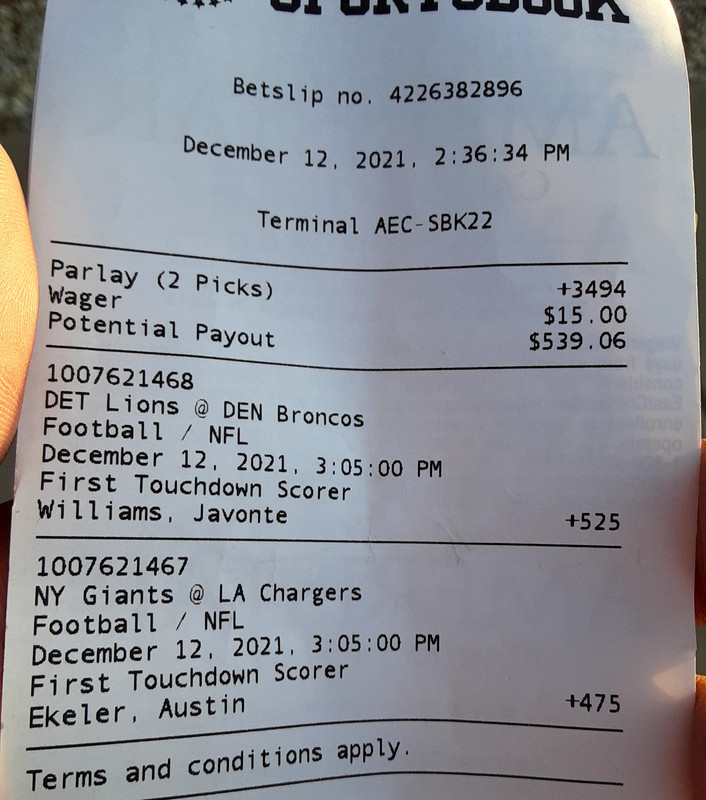 SPORTSBOOK
Betslip no. 4226382896
December 12, 2021, 2:36:34 PM
Terminal AEC-SBK22
Parlay (2 Picks) +3494
Wager $15.00
Potential Payout $539.06
1007621468
DET Lions @ DEN Broncos
Football / NFL
December 12, 2021, 3:05:00 PM
First Touchdown Scorer
Williams, Javonte +525
1007621467
NY Giants @ LA Chargers
Football / NFL
December 12, 2021, 3:05:00 PM
First Touchdown Scorer
Ekeler, Austin +475
Terms and conditions apply.